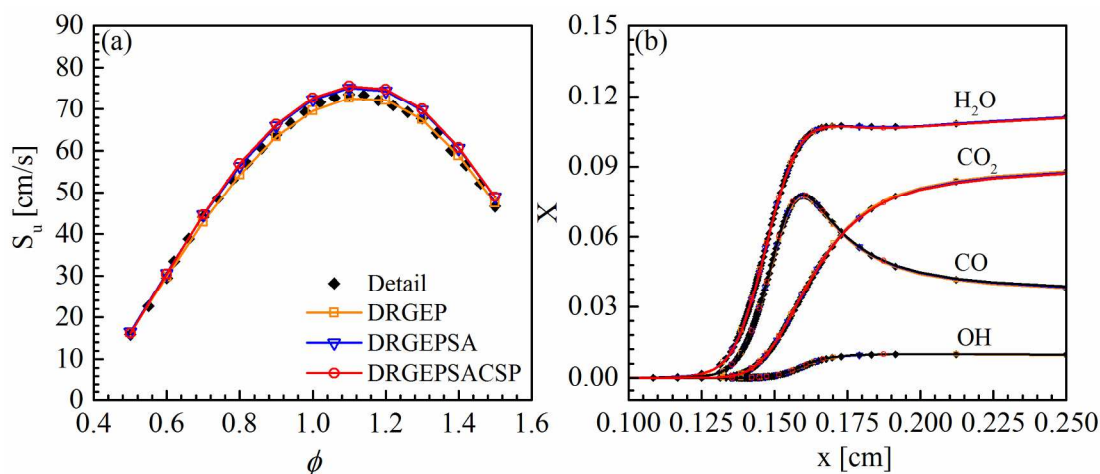 (a)
S_u [cm/s]
90
80
70
60
50
40
30
20
10
0
Detail
DRGEP
DRGEPSA
DRGEPSACSP
0.4 0.6 0.8 1.0 1.2 1.4 1.6
ϕ
(b)
X
0.15
0.12
0.09
0.06
0.03
0.00
H₂O
CO₂
CO
OH
0.100 0.125 0.150 0.175 0.200 0.225 0.250
x [cm]